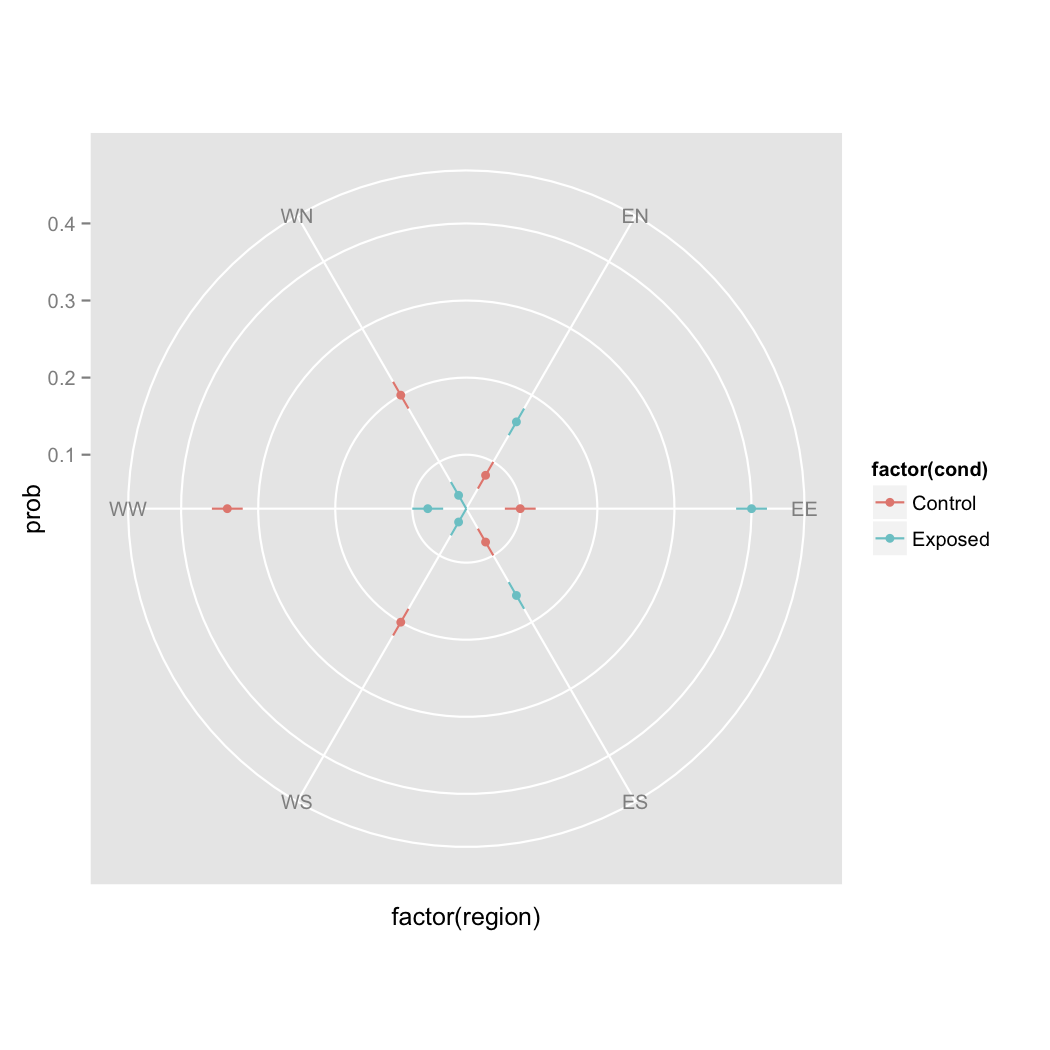 WN
EN
0.4
0.3
0.2
0.1
WW
EE
WS
ES
prob
factor(region)
factor(cond)
Control
Exposed